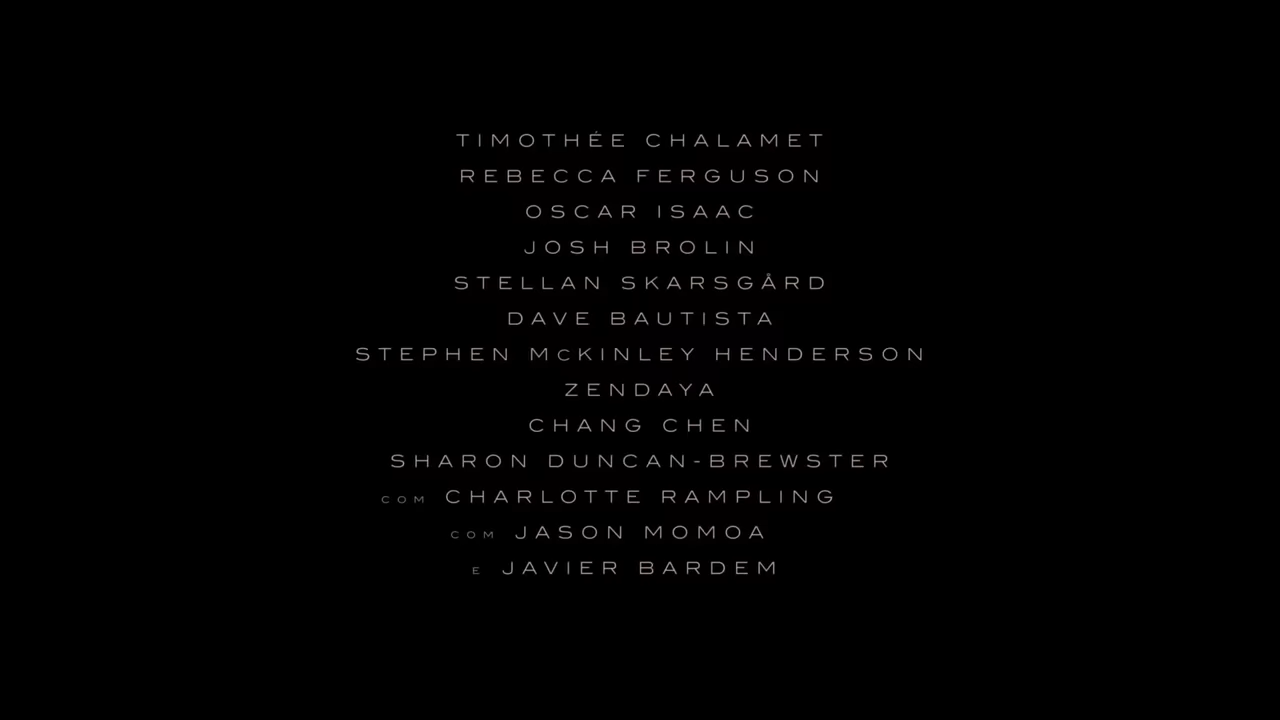 TIMOTHÉE CHALAMET
REBECCA FERGUSON
OSCAR ISAAC
JOSH BROLIN
STELLAN SKARSGÅRD
DAVE BAUTISTA
STEPHEN McKINLEY HENDERSON
ZENDAYA
CHANG CHEN
SHARON DUNCAN-BREWSTER
COM CHARLOTTE RAMPLING
COM JASON MOMOA
E JAVIER BARDEM